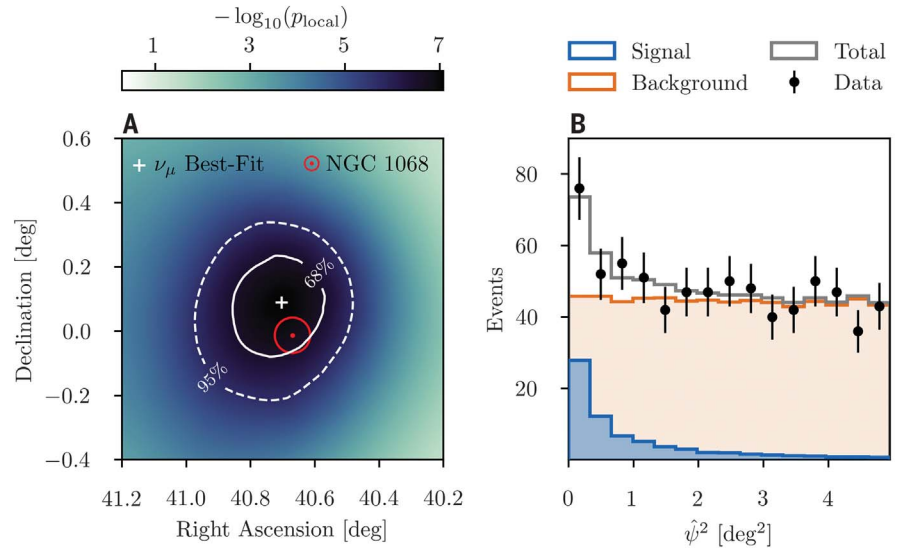 − log₁₀(p_local)
1 3 5 7
Signal
Total
Background
Data
A
B
ν_μ Best-Fit
NGC 1068
68%
95%
0.6
0.4
0.2
0.0
−0.2
−0.4
Declination [deg]
41.2 41.0 40.8 40.6 40.4 40.2
Right Ascension [deg]
80
60
40
20
Events
0 1 2 3 4
ψ̂² [deg²]